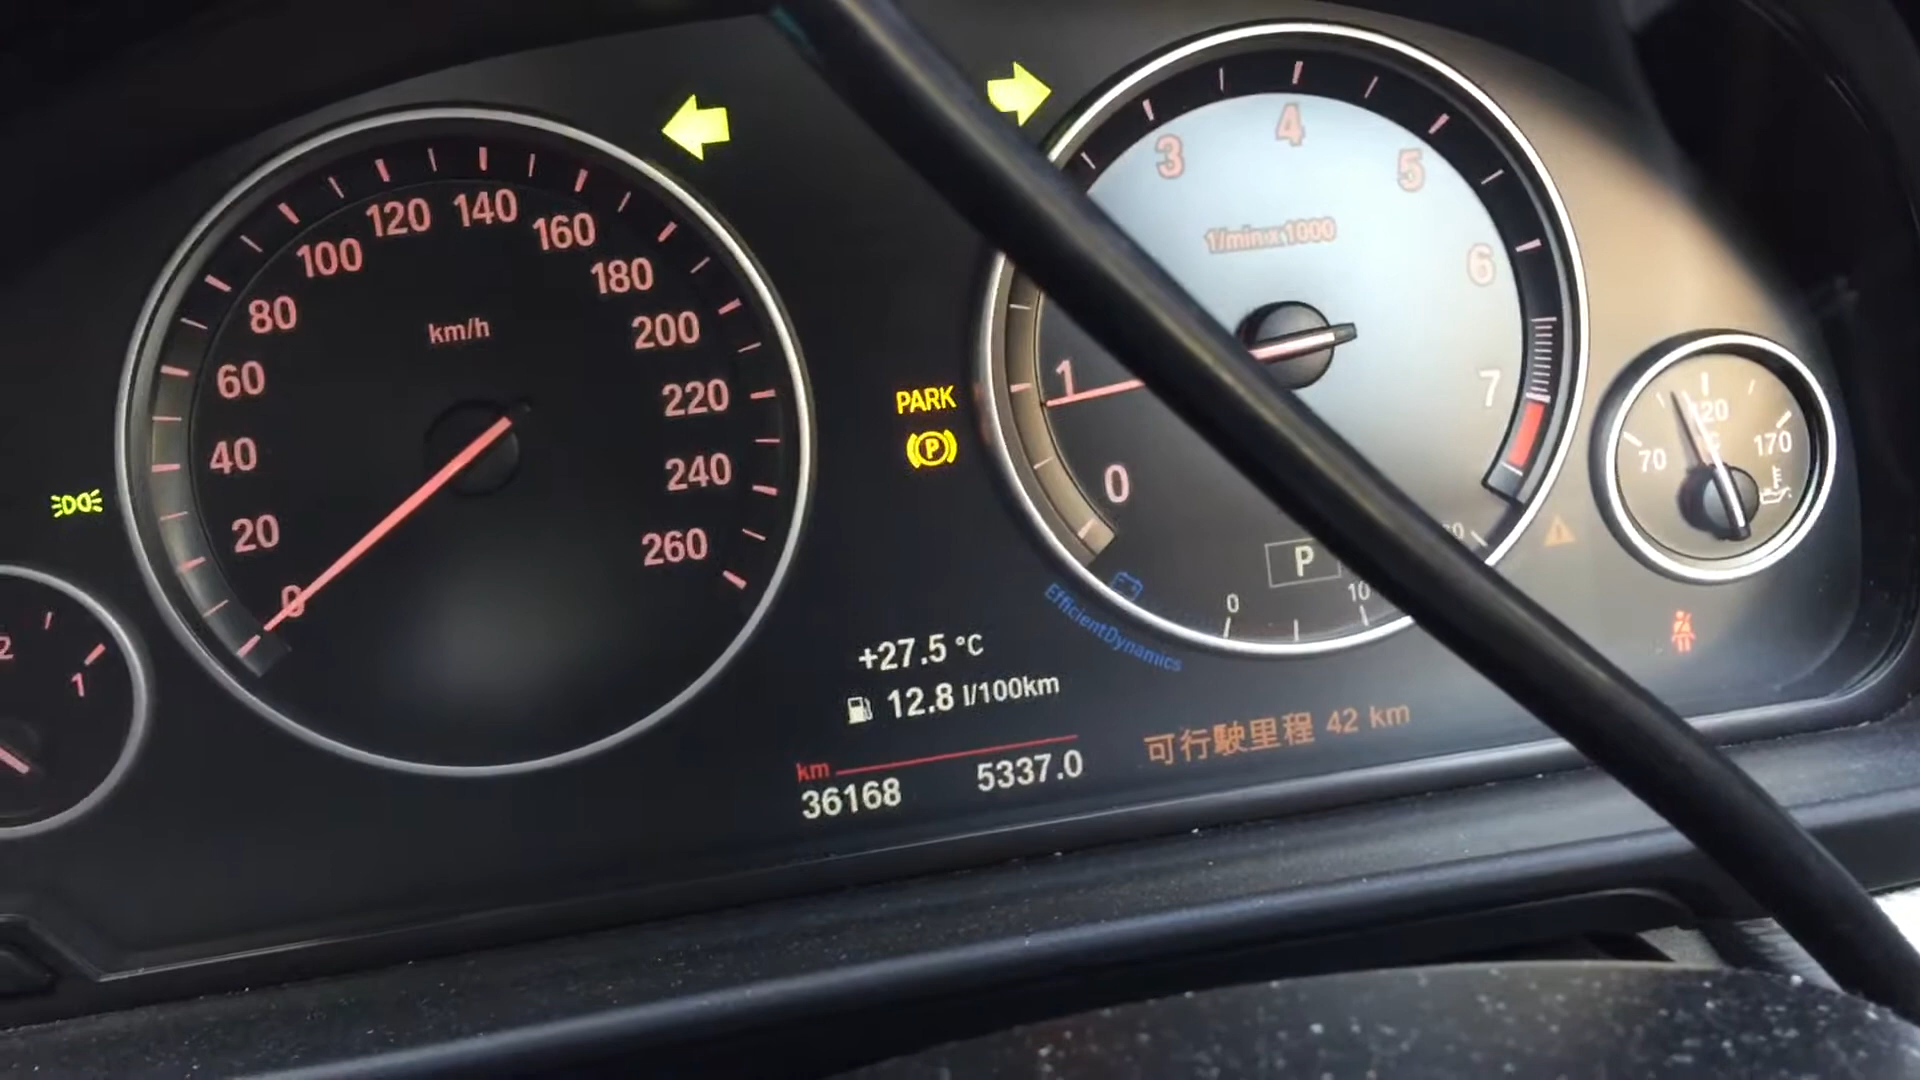 0
20
40
60
80
100
120
140
160
180
200
220
240
260
km/h
2
1
PARK
P
0
1
3
4
5
6
7
1/min x 1000
P
0
10
EfficientDynamics
70
120
°C
170
+27.5 °C
12.8 l/100km
km
36168 5337.0
可行駛里程 42 km